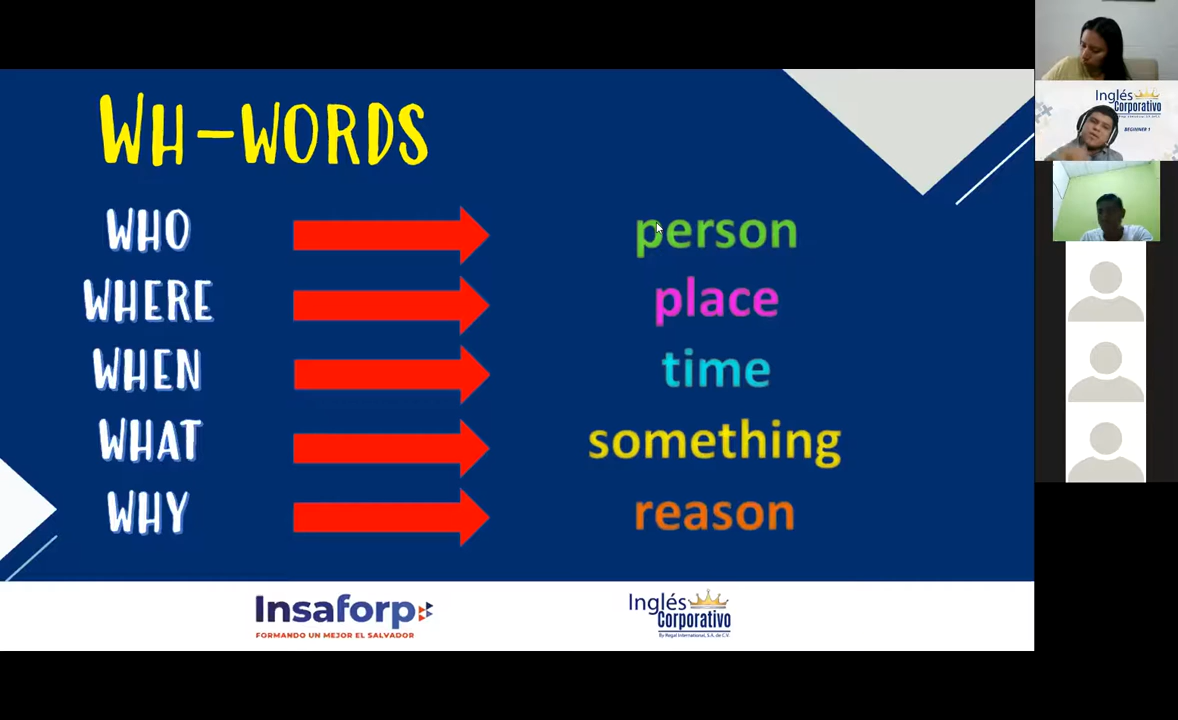 WH-WORDS
WHO person
WHERE place
WHEN time
WHAT something
WHY reason
Insaforp
FORMANDO UN MEJOR EL SALVADOR
Inglés
Corporativo
By Regal International, S.A. de C.V.
Inglés
Corporativo
BEGINNER 1